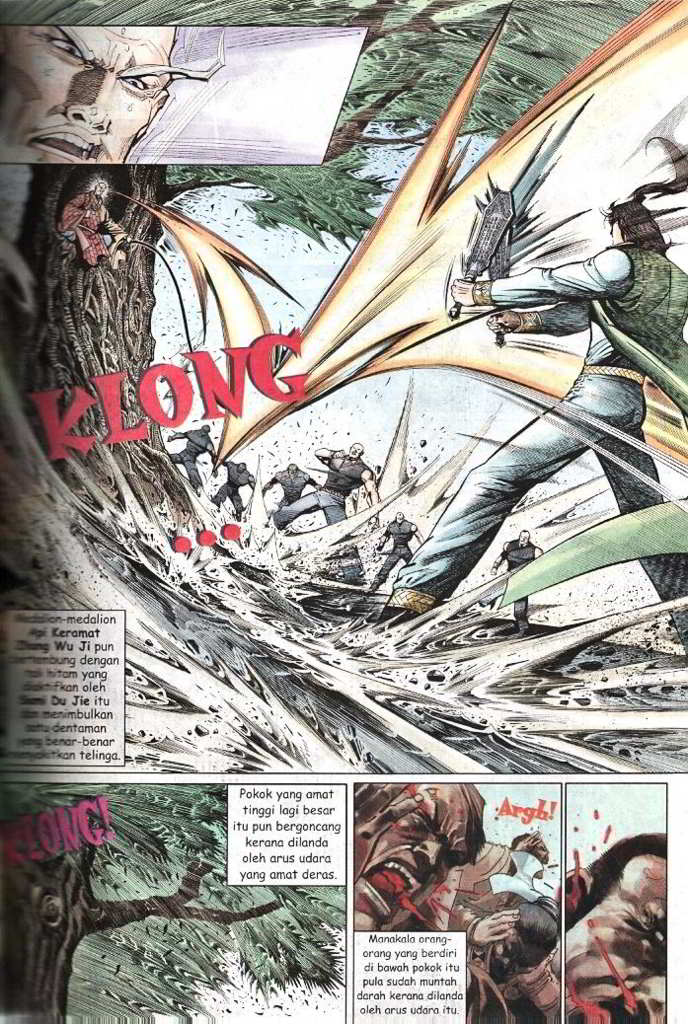 KLONG
...
Medalion-medalion
Api Keramat
Zhang Wu Ji pun
bertembung dengan
tali hitam yang
diaktifkan oleh
Sami Du Jie itu
dan menimbulkan
satu dentaman
yang benar-benar
menyakitkan telinga.
KLONG!
Pokok yang amat
tinggi lagi besar
itu pun bergoncang
kerana dilanda
oleh arus udara
yang amat deras.
Argh!
Manakala orang-
orang yang berdiri
di bawah pokok itu
pula sudah muntah
darah kerana dilanda
oleh arus udara itu.